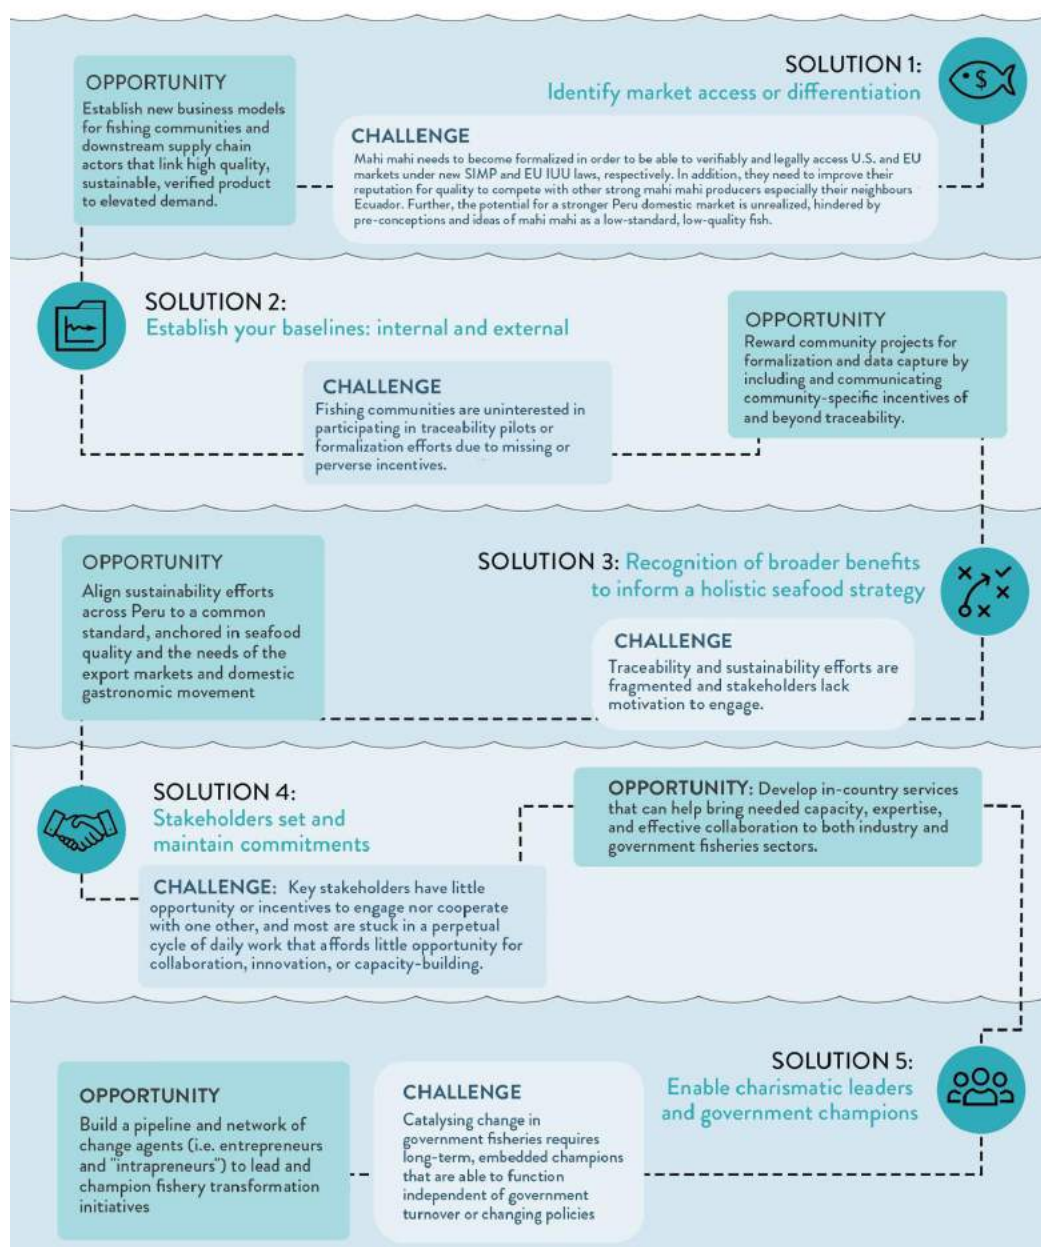 SOLUTION 1:
Identify market access or differentiation
$
CHALLENGE
Mahi mahi needs to become formalized in order to be able to verifiably and legally access U.S. and EU
markets under new SIMP and EU IUU laws, respectively. In addition, they need to improve their
reputation for quality to compete with other strong mahi mahi producers especially their neighbours
Ecuador. Further, the potential for a stronger Peru domestic market is unrealized, hindered by
pre-conceptions and ideas of mahi mahi as a low-standard, low-quality fish.
OPPORTUNITY
Establish new business models
for fishing communities and
downstream supply chain
actors that link high quality,
sustainable, verified product
to elevated demand.
SOLUTION 2:
Establish your baselines: internal and external
CHALLENGE
Fishing communities are uninterested in
participating in traceability pilots or
formalization efforts due to missing or
perverse incentives.
OPPORTUNITY
Reward community projects for
formalization and data capture by
including and communicating
community-specific incentives of
and beyond traceability.
SOLUTION 3: Recognition of broader benefits
to inform a holistic seafood strategy
CHALLENGE
Traceability and sustainability efforts are
fragmented and stakeholders lack
motivation to engage.
OPPORTUNITY
Align sustainability efforts
across Peru to a common
standard, anchored in seafood
quality and the needs of the
export markets and domestic
gastronomic movement
SOLUTION 4:
Stakeholders set and
maintain commitments
CHALLENGE: Key stakeholders have little
opportunity or incentives to engage nor cooperate
with one other, and most are stuck in a perpetual
cycle of daily work that affords little opportunity for
collaboration, innovation, or capacity-building.
OPPORTUNITY: Develop in-country services
that can help bring needed capacity, expertise,
and effective collaboration to both industry and
government fisheries sectors.
SOLUTION 5:
Enable charismatic leaders
and government champions
CHALLENGE
Catalysing change in
government fisheries requires
long-term, embedded champions
that are able to function
independent of government
turnover or changing policies
OPPORTUNITY
Build a pipeline and network of
change agents (i.e. entrepreneurs
and "intrapreneurs") to lead and
champion fishery transformation
initiatives